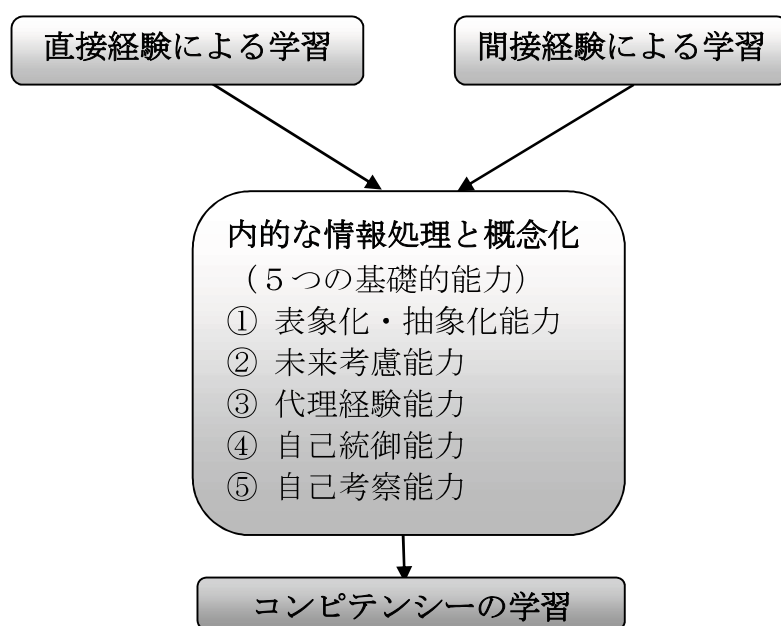 直接経験による学習
間接経験による学習
内的な情報処理と概念化
（５つの基礎的能力）
① 表象化・抽象化能力
② 未来考慮能力
③ 代理経験能力
④ 自己統御能力
⑤ 自己考察能力
コンピテンシーの学習